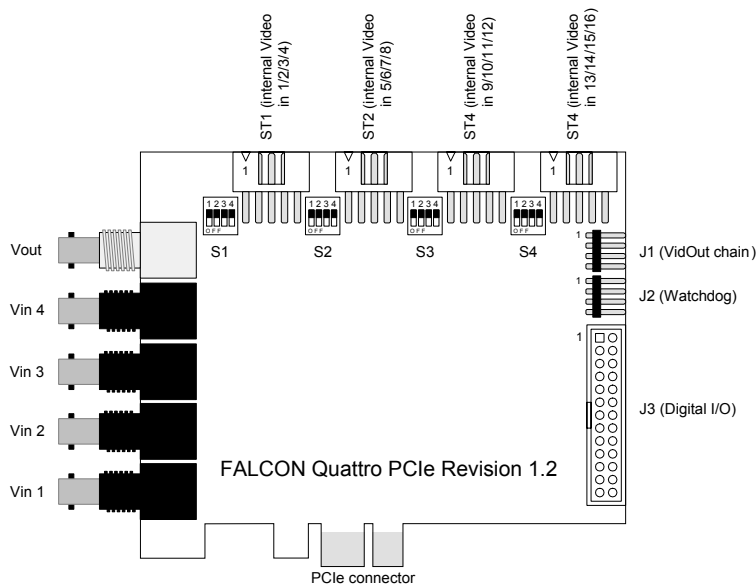 ST1 (internal Video
in 1/2/3/4)
ST2 (internal Video
in 5/6/7/8)
ST4 (internal Video
in 9/10/11/12)
ST4 (internal Video
in 13/14/15/16)
1
1
1
1
1 2 3 4
OFF
S1
1 2 3 4
OFF
S2
1 2 3 4
OFF
S3
1 2 3 4
OFF
S4
Vout
Vin 4
Vin 3
Vin 2
Vin 1
1
J1 (VidOut chain)
1
J2 (Watchdog)
1
J3 (Digital I/O)
FALCON Quattro PCIe Revision 1.2
PCIe connector